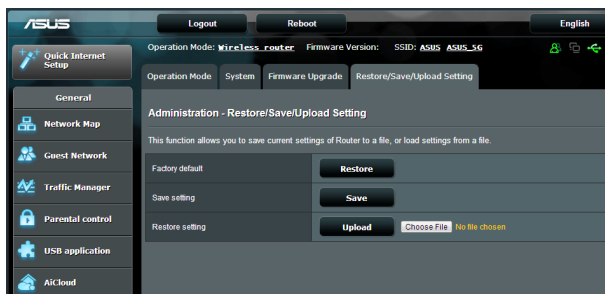 ASUS Logout Reboot English
Operation Mode: Wireless router Firmware Version: SSID: ASUS ASUS_5G
Quick Internet
Setup
General
Network Map
Guest Network
Traffic Manager
Parental control
USB application
AiCloud
Operation Mode System Firmware Upgrade Restore/Save/Upload Setting
Administration - Restore/Save/Upload Setting
This function allows you to save current settings of Router to a file, or load settings from a file.
Factory default Restore
Save setting Save
Restore setting Upload Choose File No file chosen